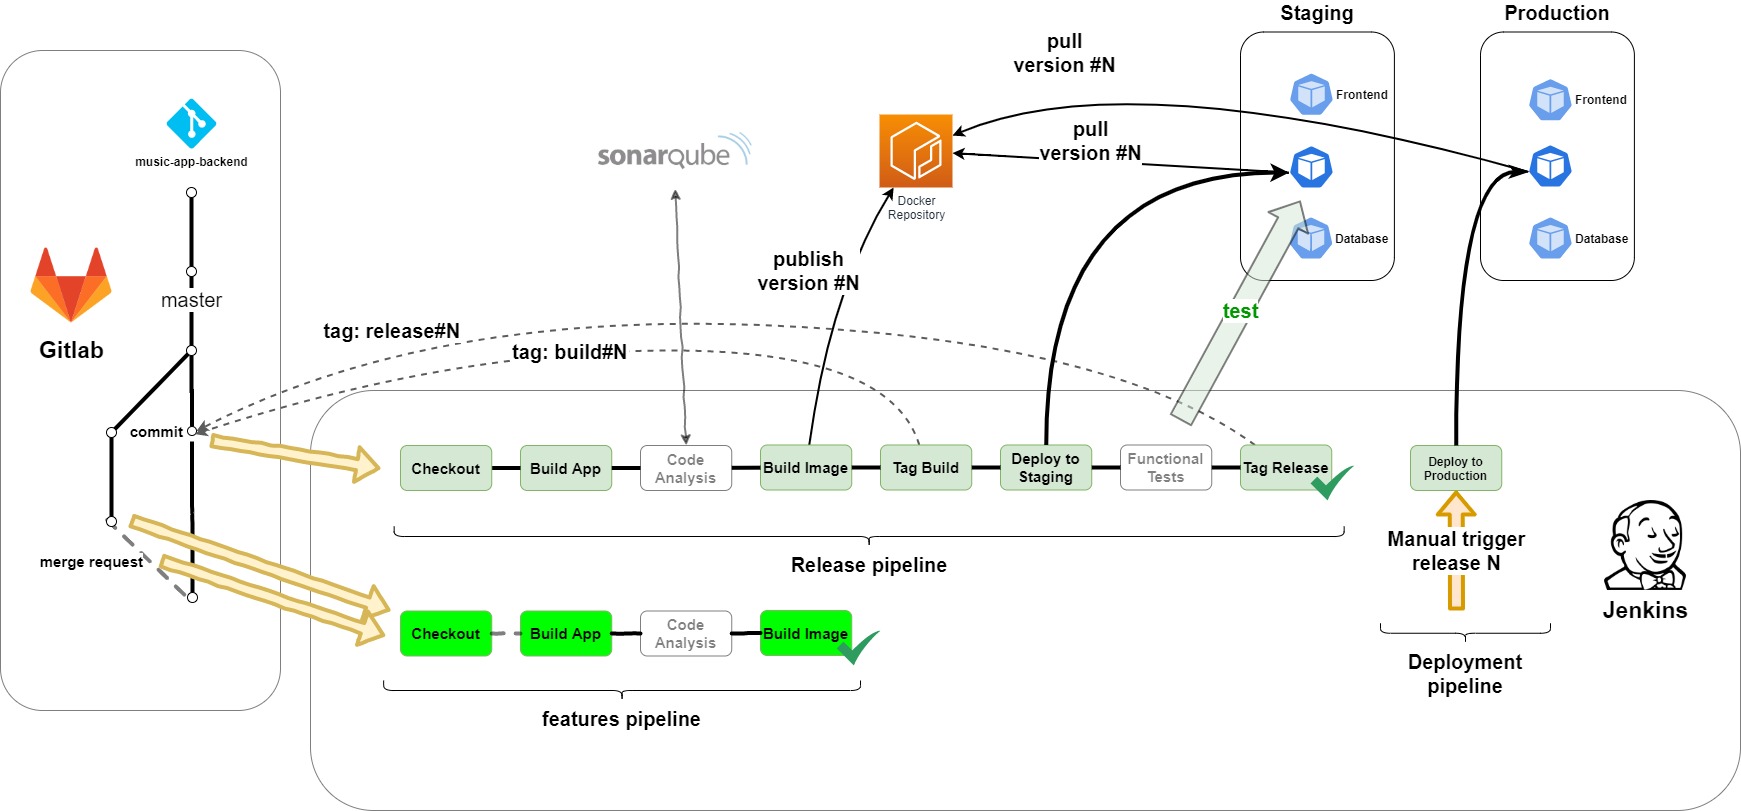 Staging
Production
pull
version #N
Frontend
Frontend
pull
version #N
music-app-backend
sonarqube
Docker
Repository
Database
Database
publish
version #N
master
test
tag: release#N
Gitlab
tag: build#N
commit
Checkout
Build App
Code
Analysis
Build Image
Tag Build
Deploy to
Staging
Functional
Tests
Tag Release
Deploy to
Production
Manual trigger
release N
merge request
Release pipeline
Jenkins
Checkout
Build App
Code
Analysis
Build Image
Deployment
pipeline
features pipeline